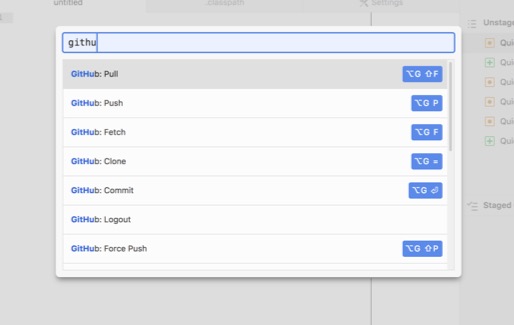 untitled
.classpath
Settings
githu
GitHub: Pull
⌥G ⇧F
GitHub: Push
⌥G P
GitHub: Fetch
⌥G F
GitHub: Clone
⌥G =
GitHub: Commit
⌥G ⏎
GitHub: Logout
GitHub: Force Push
⌥G ⇧P
Unstage
Qui
Qui
Qui
Qui
Qui
Qui
Staged